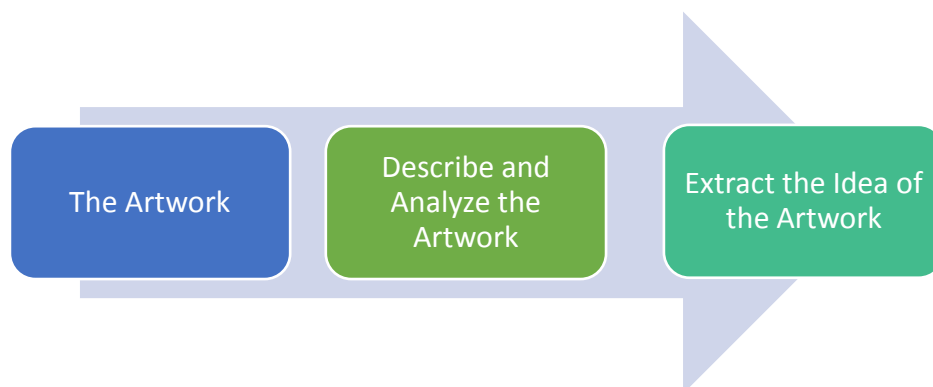 The Artwork
Describe and
Analyze the
Artwork
Extract the Idea of
the Artwork